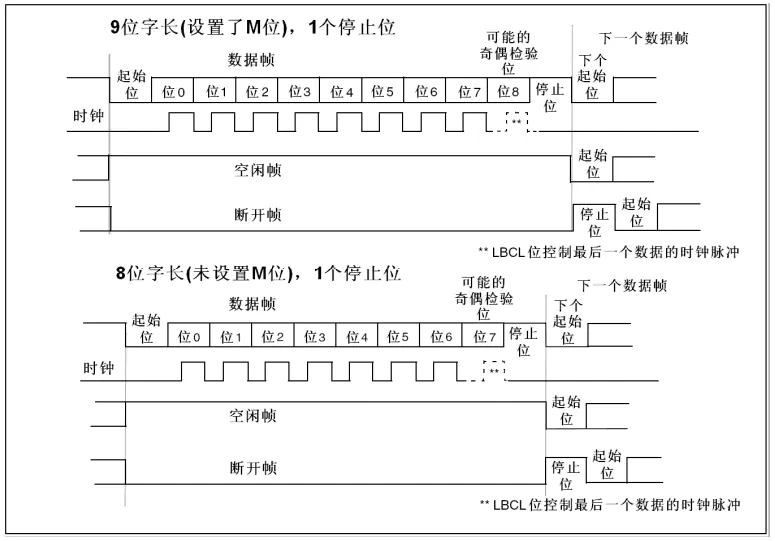 9位字长(设置了M位)，1个停止位
下一个数据帧
可能的
奇偶检验
位
数据帧
下个
起始
位
起始
位
位0 位1 位2 位3 位4 位5 位6 位7 位8
停止
位
时钟
**
空闲帧
起始
位
断开帧
停止
位
起始
位
** LBCL位控制最后一个数据的时钟脉冲
8位字长(未设置M位)，1个停止位
下一个数据帧
可能的
奇偶检验
位
数据帧
下个
起始
位
起始
位
位0 位1 位2 位3 位4 位5 位6 位7
停止
位
时钟
**
空闲帧
起始
位
断开帧
停止
位
起始
位
** LBCL位控制最后一个数据的时钟脉冲